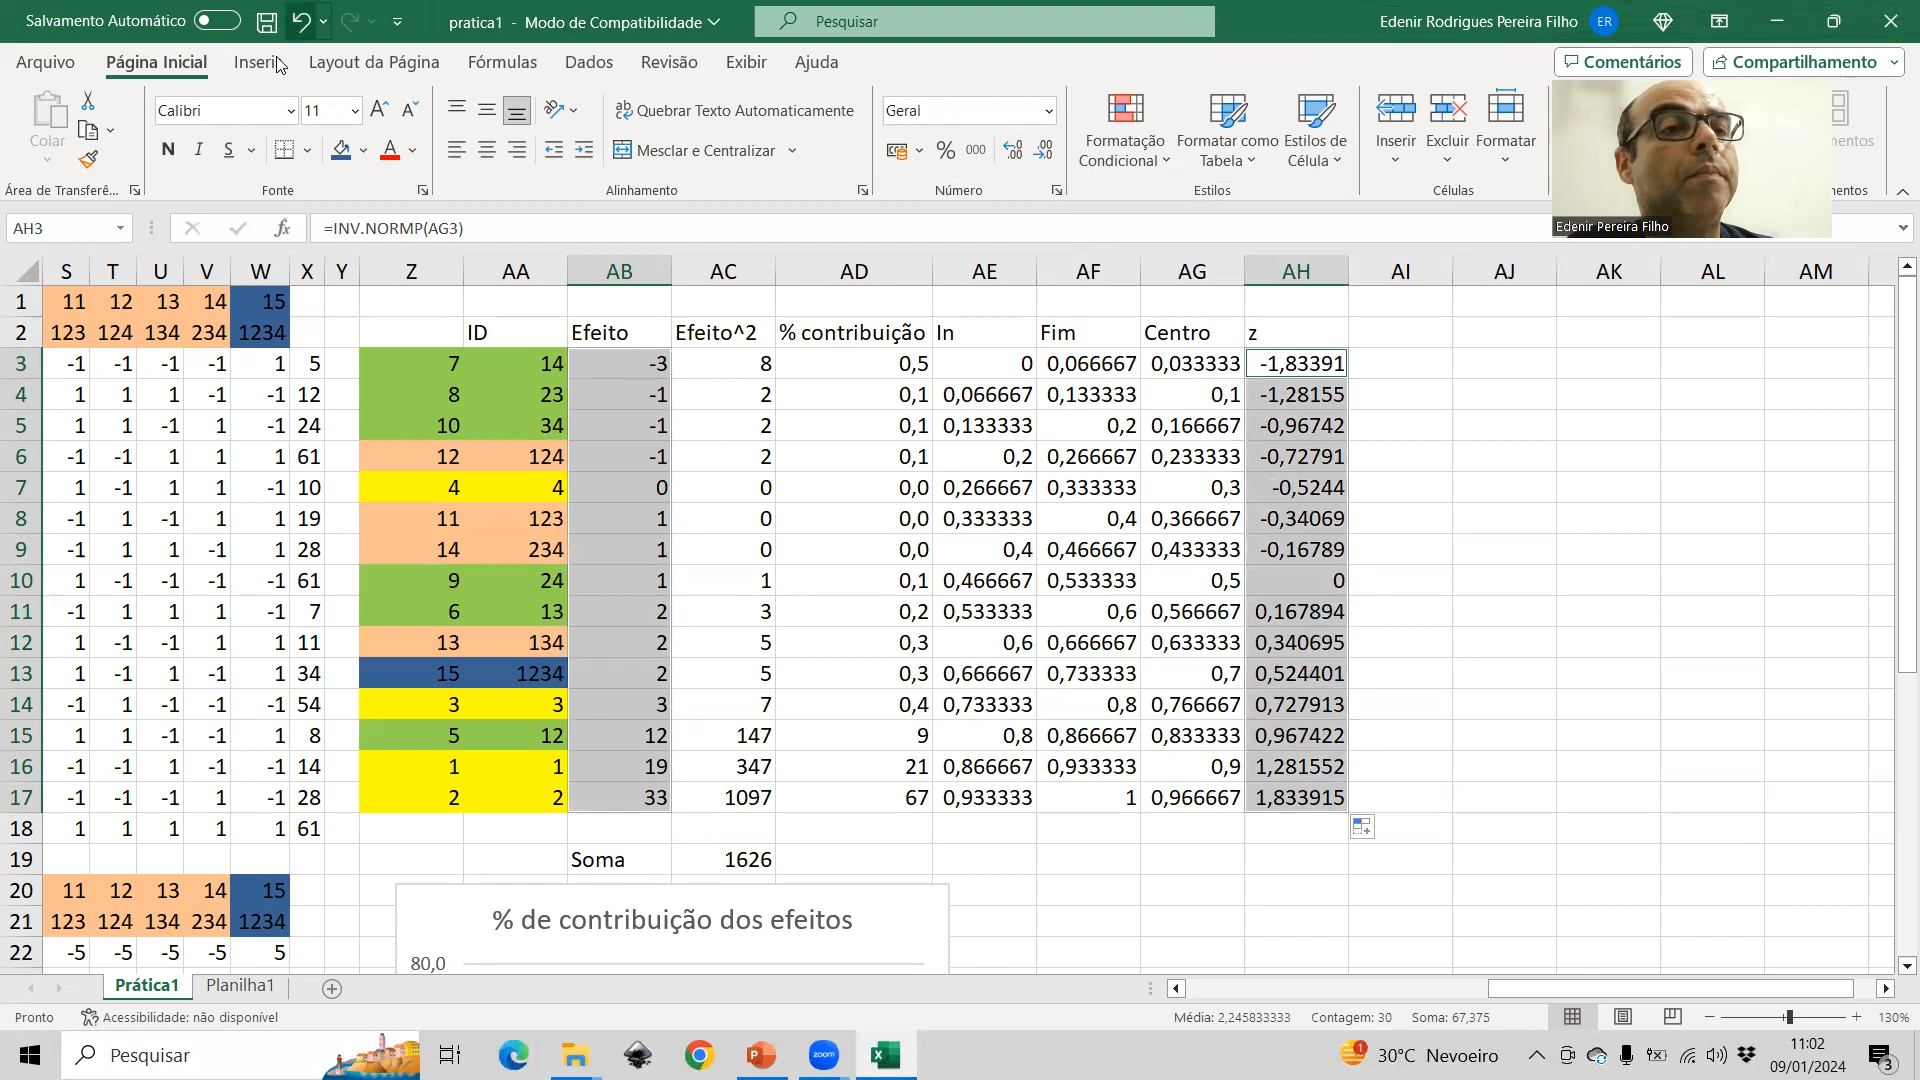 Salvamento Automático
pratica1 - Modo de Compatibilidade
Pesquisar
Edenir Rodrigues Pereira Filho ER
Arquivo Página Inicial Inserir Layout da Página Fórmulas Dados Revisão Exibir Ajuda
Comentários Compartilhamento
Colar
Área de Transferê...
Calibri 11
N I S A
Fonte
Quebrar Texto Automaticamente
Mesclar e Centralizar
Alinhamento
Geral
% 000
Número
Formatação Condicional
Formatar como Tabela
Estilos de Célula
Estilos
Inserir Excluir Formatar
Células
Edenir Pereira Filho
AH3 fx =INV.NORMP(AG3)
S T U V W X Y Z AA AB AC AD AE AF AG AH AI AJ AK AL AM
1 11 12 13 14 15
2 123 124 134 234 1234 ID Efeito Efeito^2 % contribuição In Fim Centro z
3 -1 -1 -1 -1 1 5 7 14 -3 8 0,5 0 0,066667 0,033333 -1,83391
4 1 1 1 -1 -1 12 8 23 -1 2 0,1 0,066667 0,133333 0,1 -1,28155
5 1 1 -1 1 -1 24 10 34 -1 2 0,1 0,133333 0,2 0,166667 -0,96742
6 -1 -1 1 1 1 61 12 124 -1 2 0,1 0,2 0,266667 0,233333 -0,72791
7 1 -1 1 1 -1 10 4 4 0 0 0,0 0,266667 0,333333 0,3 -0,5244
8 -1 1 -1 1 1 19 11 123 1 0 0,0 0,333333 0,4 0,366667 -0,34069
9 -1 1 1 -1 1 28 14 234 1 0 0,0 0,4 0,466667 0,433333 -0,16789
10 1 -1 -1 -1 -1 61 9 24 1 1 0,1 0,466667 0,533333 0,5 0
11 -1 1 1 1 -1 7 6 13 2 3 0,2 0,533333 0,6 0,566667 0,167894
12 1 -1 -1 1 1 11 13 134 2 5 0,3 0,6 0,666667 0,633333 0,340695
13 1 -1 1 -1 1 34 15 1234 2 5 0,3 0,666667 0,733333 0,7 0,524401
14 -1 1 -1 -1 -1 54 3 3 3 7 0,4 0,733333 0,8 0,766667 0,727913
15 1 1 -1 -1 1 8 5 12 12 147 9 0,8 0,866667 0,833333 0,967422
16 -1 -1 1 -1 -1 14 1 1 19 347 21 0,866667 0,933333 0,9 1,281552
17 -1 -1 -1 1 -1 28 2 2 33 1097 67 0,933333 1 0,966667 1,833915
18 1 1 1 1 1 61
19 Soma 1626
20 11 12 13 14 15
21 123 124 134 234 1234
22 -5 -5 -5 -5 5
% de contribuição dos efeitos
80,0
Prática1 Planilha1
Pronto Acessibilidade: não disponível Média: 2,245833333 Contagem: 30 Soma: 67,375 130%
Pesquisar
zoom
1 30°C Nevoeiro
11:02
09/01/2024
3